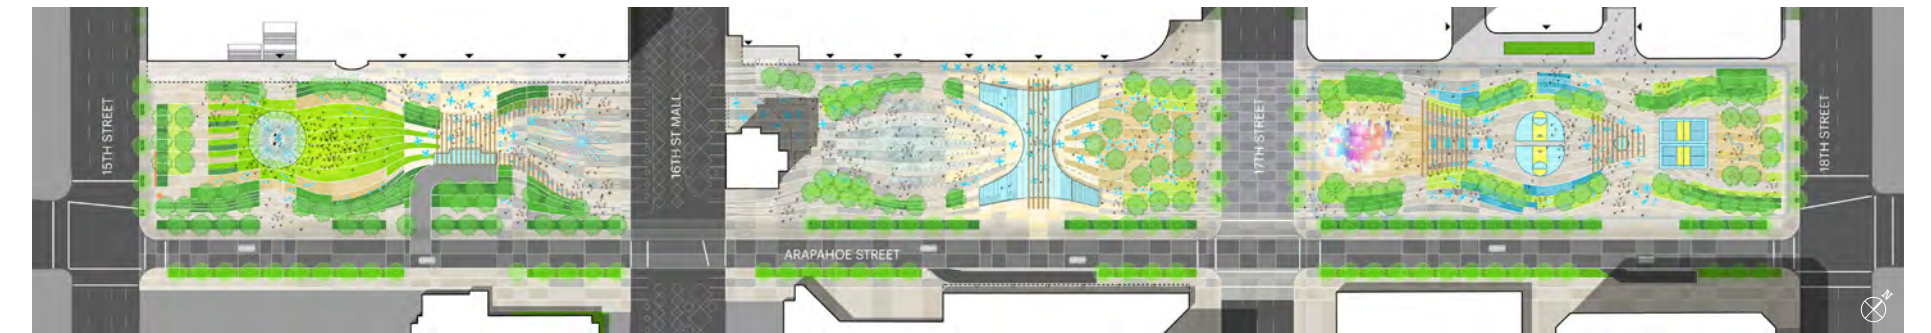 15TH STREET
16TH ST MALL
17TH STREET
18TH STREET
ARAPAHOE STREET
N